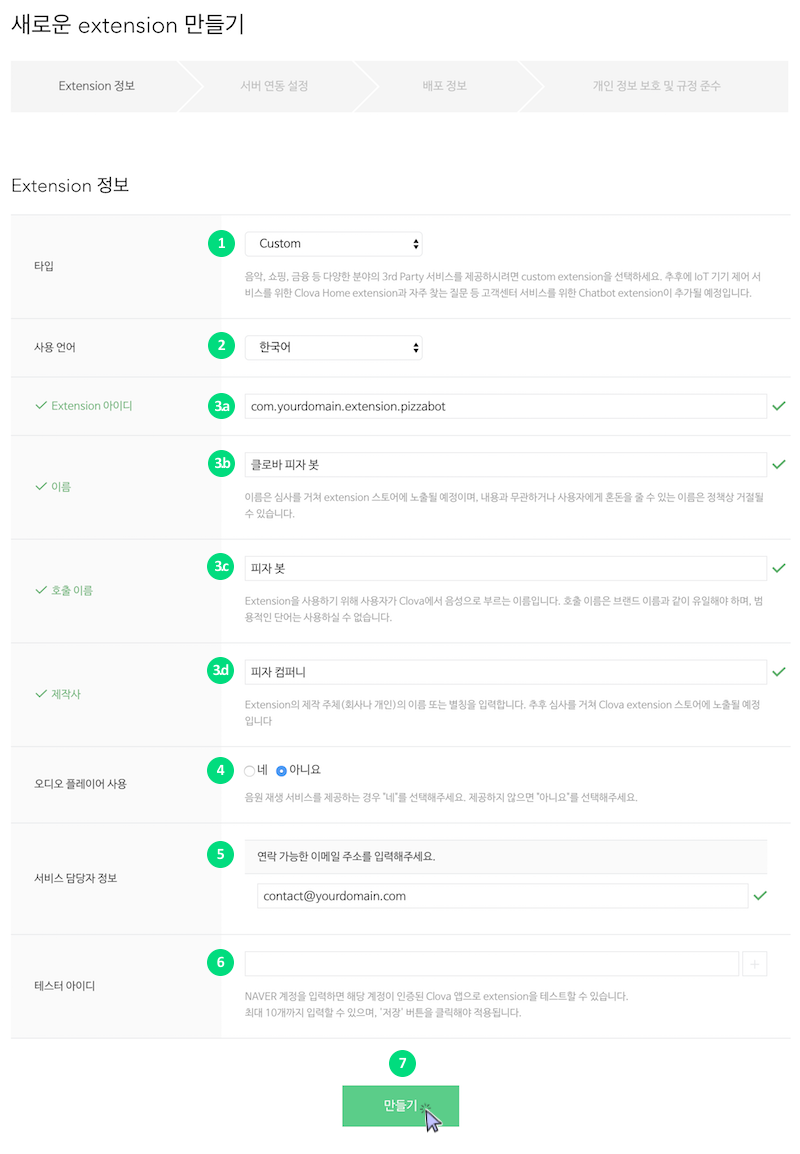 새로운 extension 만들기
Extension 정보
서버 연동 설정
배포 정보
개인 정보 보호 및 규정 준수
Extension 정보
타입
1
Custom
음악, 쇼핑, 금융 등 다양한 분야의 3rd Party 서비스를 제공하시려면 custom extension을 선택하세요. 추후에 IoT 기기 제어 서
비스를 위한 Clova Home extension과 자주 찾는 질문 등 고객센터 서비스를 위한 Chatbot extension이 추가될 예정입니다.
사용 언어
2
한국어
Extension 아이디
3.a
com.yourdomain.extension.pizzabot
이름
3.b
클로바 피자 봇
이름은 심사를 거쳐 extension 스토어에 노출될 예정이며, 내용과 무관하거나 사용자에게 혼돈을 줄 수 있는 이름은 정책상 거절될
수 있습니다.
호출 이름
3.c
피자 봇
Extension을 사용하기 위해 사용자가 Clova에서 음성으로 부르는 이름입니다. 호출 이름은 브랜드 이름과 같이 유일해야 하며, 범
용적인 단어는 사용하실 수 없습니다.
제작사
3.d
피자 컴퍼니
Extension의 제작 주체(회사나 개인)의 이름 또는 별칭을 입력합니다. 추후 심사를 거쳐 Clova extension 스토어에 노출될 예정
입니다
오디오 플레이어 사용
4
네 아니요
음원 재생 서비스를 제공하는 경우 "네"를 선택해주세요. 제공하지 않으면 "아니요"를 선택해주세요.
서비스 담당자 정보
5
연락 가능한 이메일 주소를 입력해주세요.
contact@yourdomain.com
테스터 아이디
6
+
NAVER 계정을 입력하면 해당 계정이 인증된 Clova 앱으로 extension을 테스트할 수 있습니다.
최대 10개까지 입력할 수 있으며, '저장' 버튼을 클릭해야 적용됩니다.
7
만들기